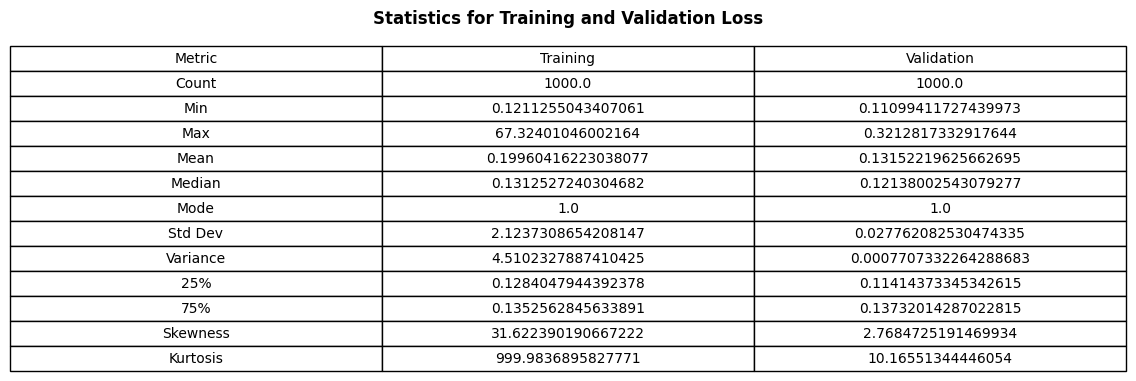 Statistics for Training and Validation Loss
Metric Training Validation
Count 1000.0 1000.0
Min 0.1211255043407061 0.11099411727439973
Max 67.32401046002164 0.3212817332917644
Mean 0.19960416223038077 0.13152219625662695
Median 0.1312527240304682 0.12138002543079277
Mode 1.0 1.0
Std Dev 2.1237308654208147 0.027762082530474335
Variance 4.5102327887410425 0.0007707332264288683
25% 0.1284047944392378 0.11414373345342615
75% 0.1352562845633891 0.13732014287022815
Skewness 31.622390190667222 2.7684725191469934
Kurtosis 999.9836895827771 10.16551344446054